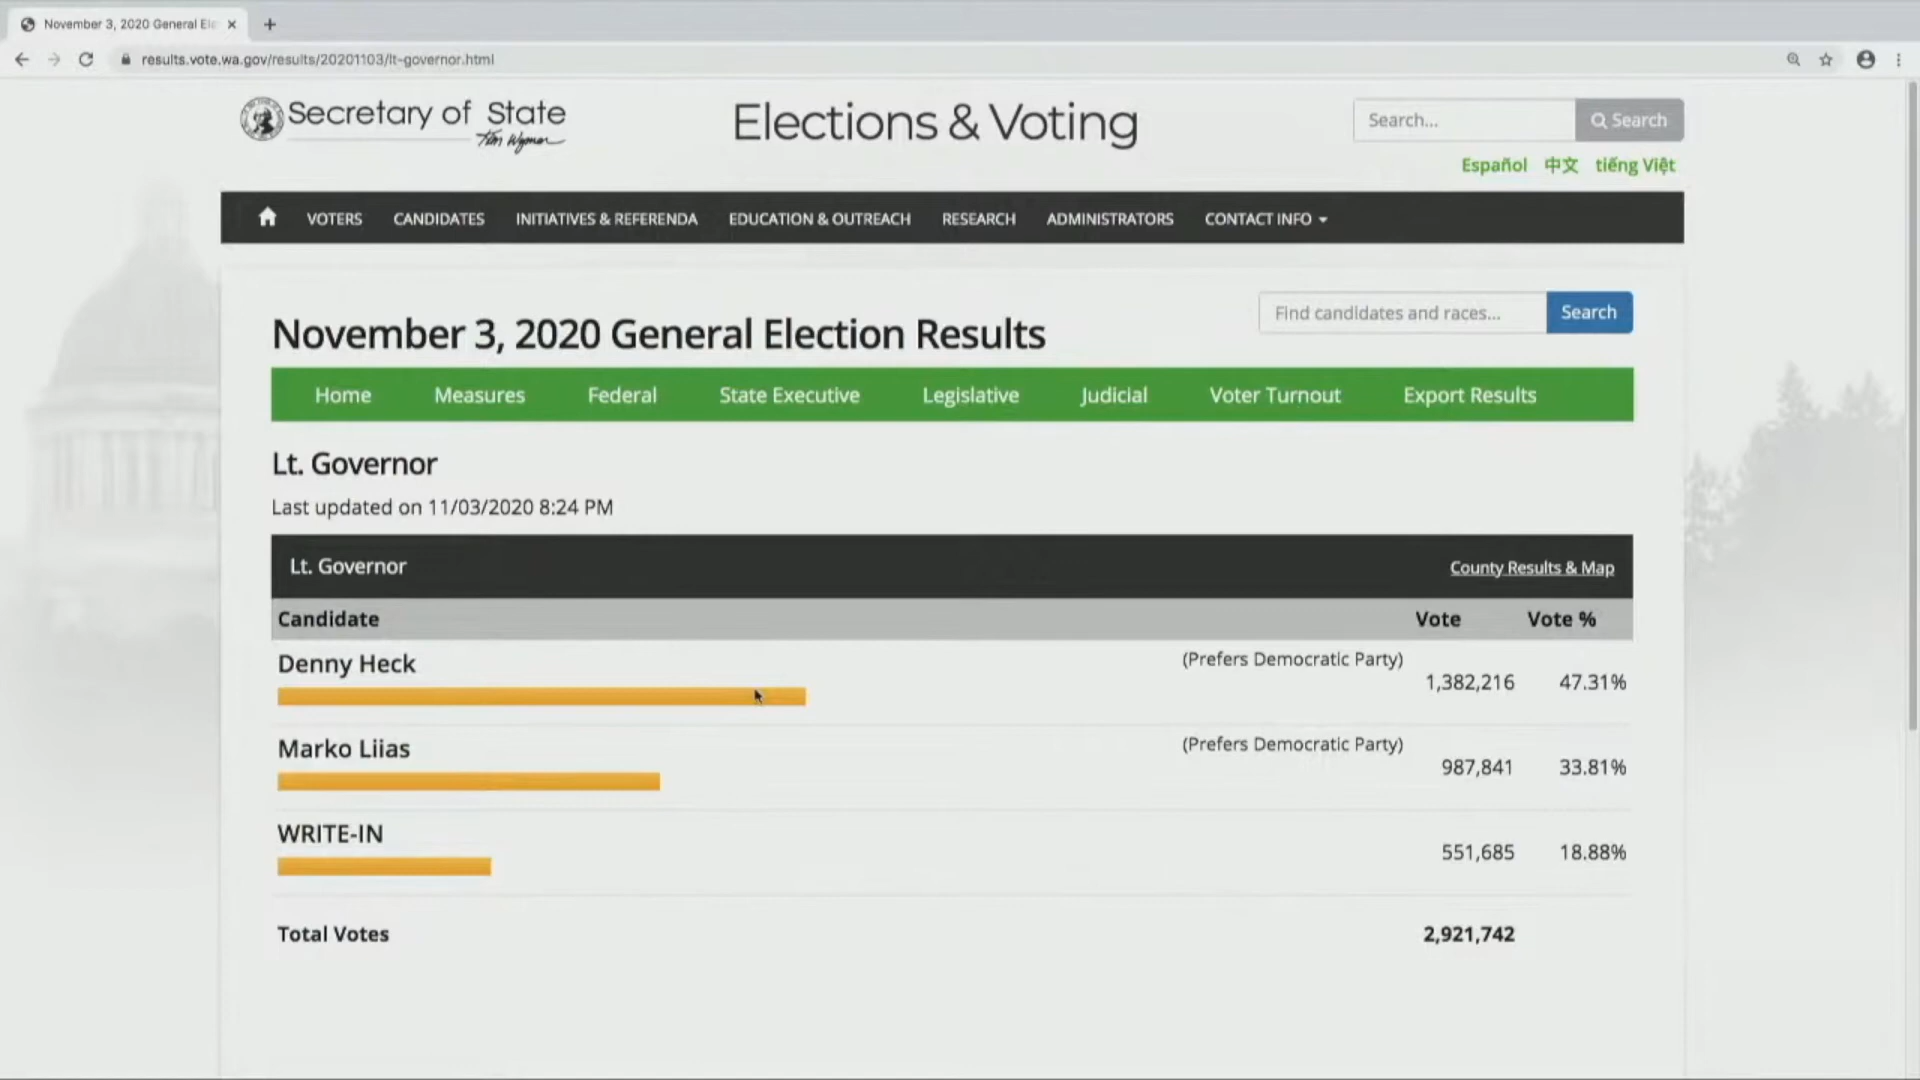 November 3, 2020 General Ele
results.vote.wa.gov/results/20201103/lt-governor.html
Secretary of State
Kim Wyman
Elections & Voting
Search...
Search
Español 中文 tiếng Việt
VOTERS CANDIDATES INITIATIVES & REFERENDA EDUCATION & OUTREACH RESEARCH ADMINISTRATORS CONTACT INFO
November 3, 2020 General Election Results
Find candidates and races...
Search
Home Measures Federal State Executive Legislative Judicial Voter Turnout Export Results
Lt. Governor
Last updated on 11/03/2020 8:24 PM
Lt. Governor County Results & Map
Candidate Vote Vote %
Denny Heck (Prefers Democratic Party) 1,382,216 47.31%
Marko Liias (Prefers Democratic Party) 987,841 33.81%
WRITE-IN 551,685 18.88%
Total Votes 2,921,742